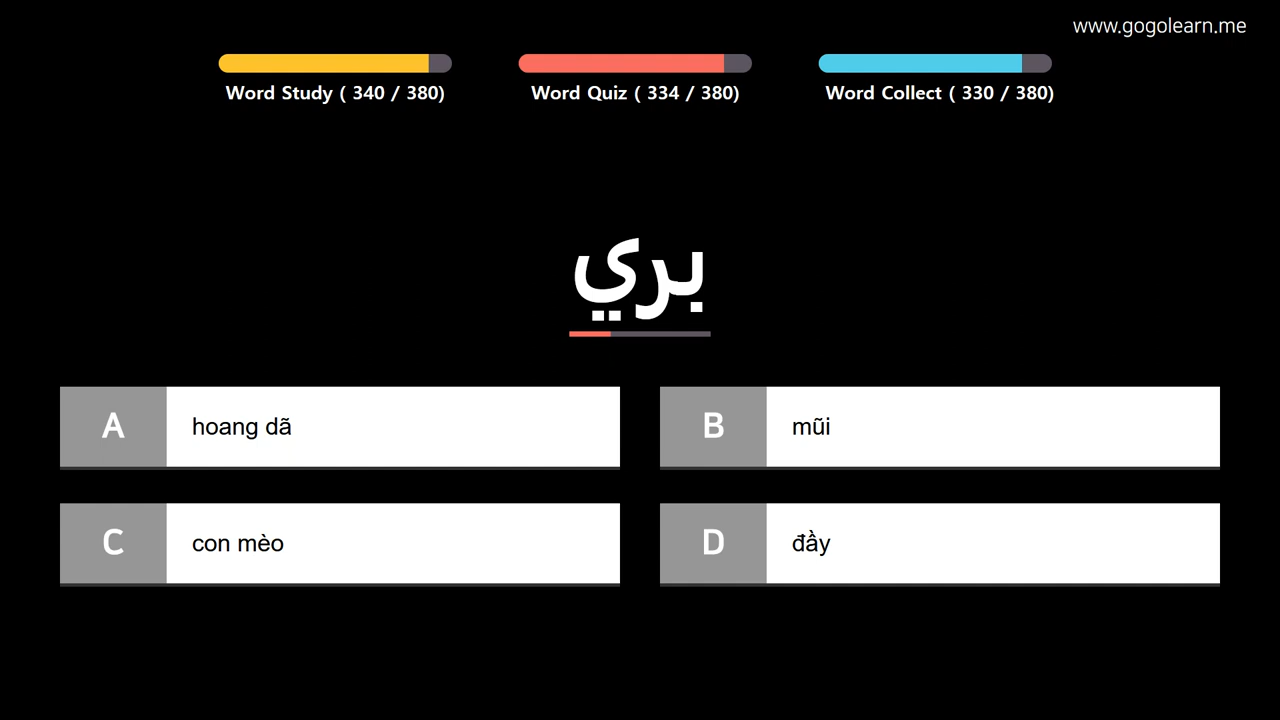 www.gogolearn.me
Word Study ( 340 / 380)
Word Quiz ( 334 / 380)
Word Collect ( 330 / 380)
بري
A hoang dã
B mũi
C con mèo
D đầy